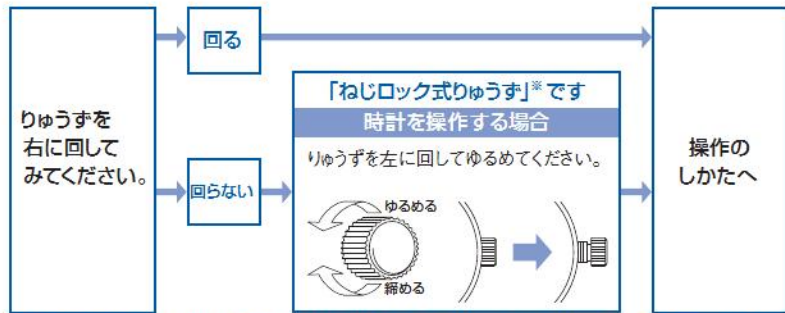 りゅうずを
右に回して
みてください。
回る
回らない
「ねじロック式りゅうず」※です
時計を操作する場合
りゅうずを左に回してゆるめてください。
ゆるめる
締める
操作の
しかたへ